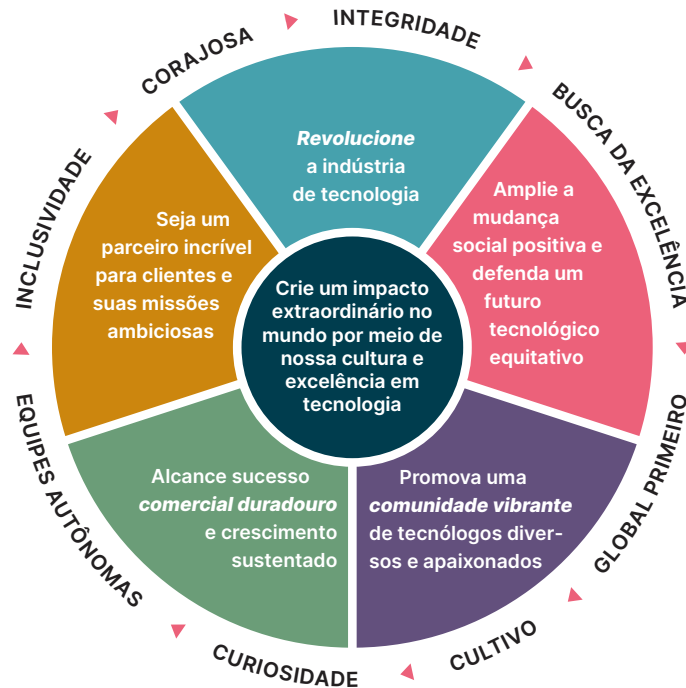 INTEGRIDADE
BUSCA DA EXCELÊNCIA
GLOBAL PRIMEIRO
CULTIVO
CURIOSIDADE
EQUIPES AUTÔNOMAS
INCLUSIVIDADE
CORAJOSA
Revolucione
a indústria
de tecnologia
Amplie a
mudança
social positiva e
defenda um
futuro
tecnológico
equitativo
Promova uma
comunidade vibrante
de tecnólogos diver-
sos e apaixonados
Alcance sucesso
comercial duradouro
e crescimento
sustentado
Seja um
parceiro incrível
para clientes e
suas missões
ambiciosas
Crie um impacto
extraordinário no
mundo por meio de
nossa cultura e
excelência em
tecnologia